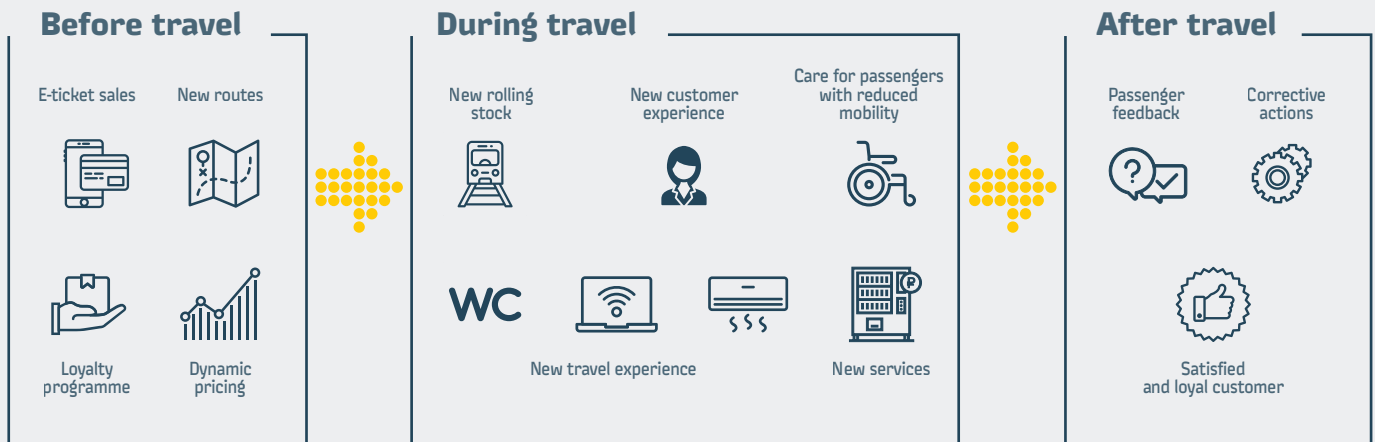 Before travel
E-ticket sales
New routes
Loyalty
programme
Dynamic
pricing
During travel
New rolling
stock
New customer
experience
Care for passengers
with reduced
mobility
WC
New travel experience
₽
New services
After travel
Passenger
feedback
?
Corrective
actions
Satisfied
and loyal customer